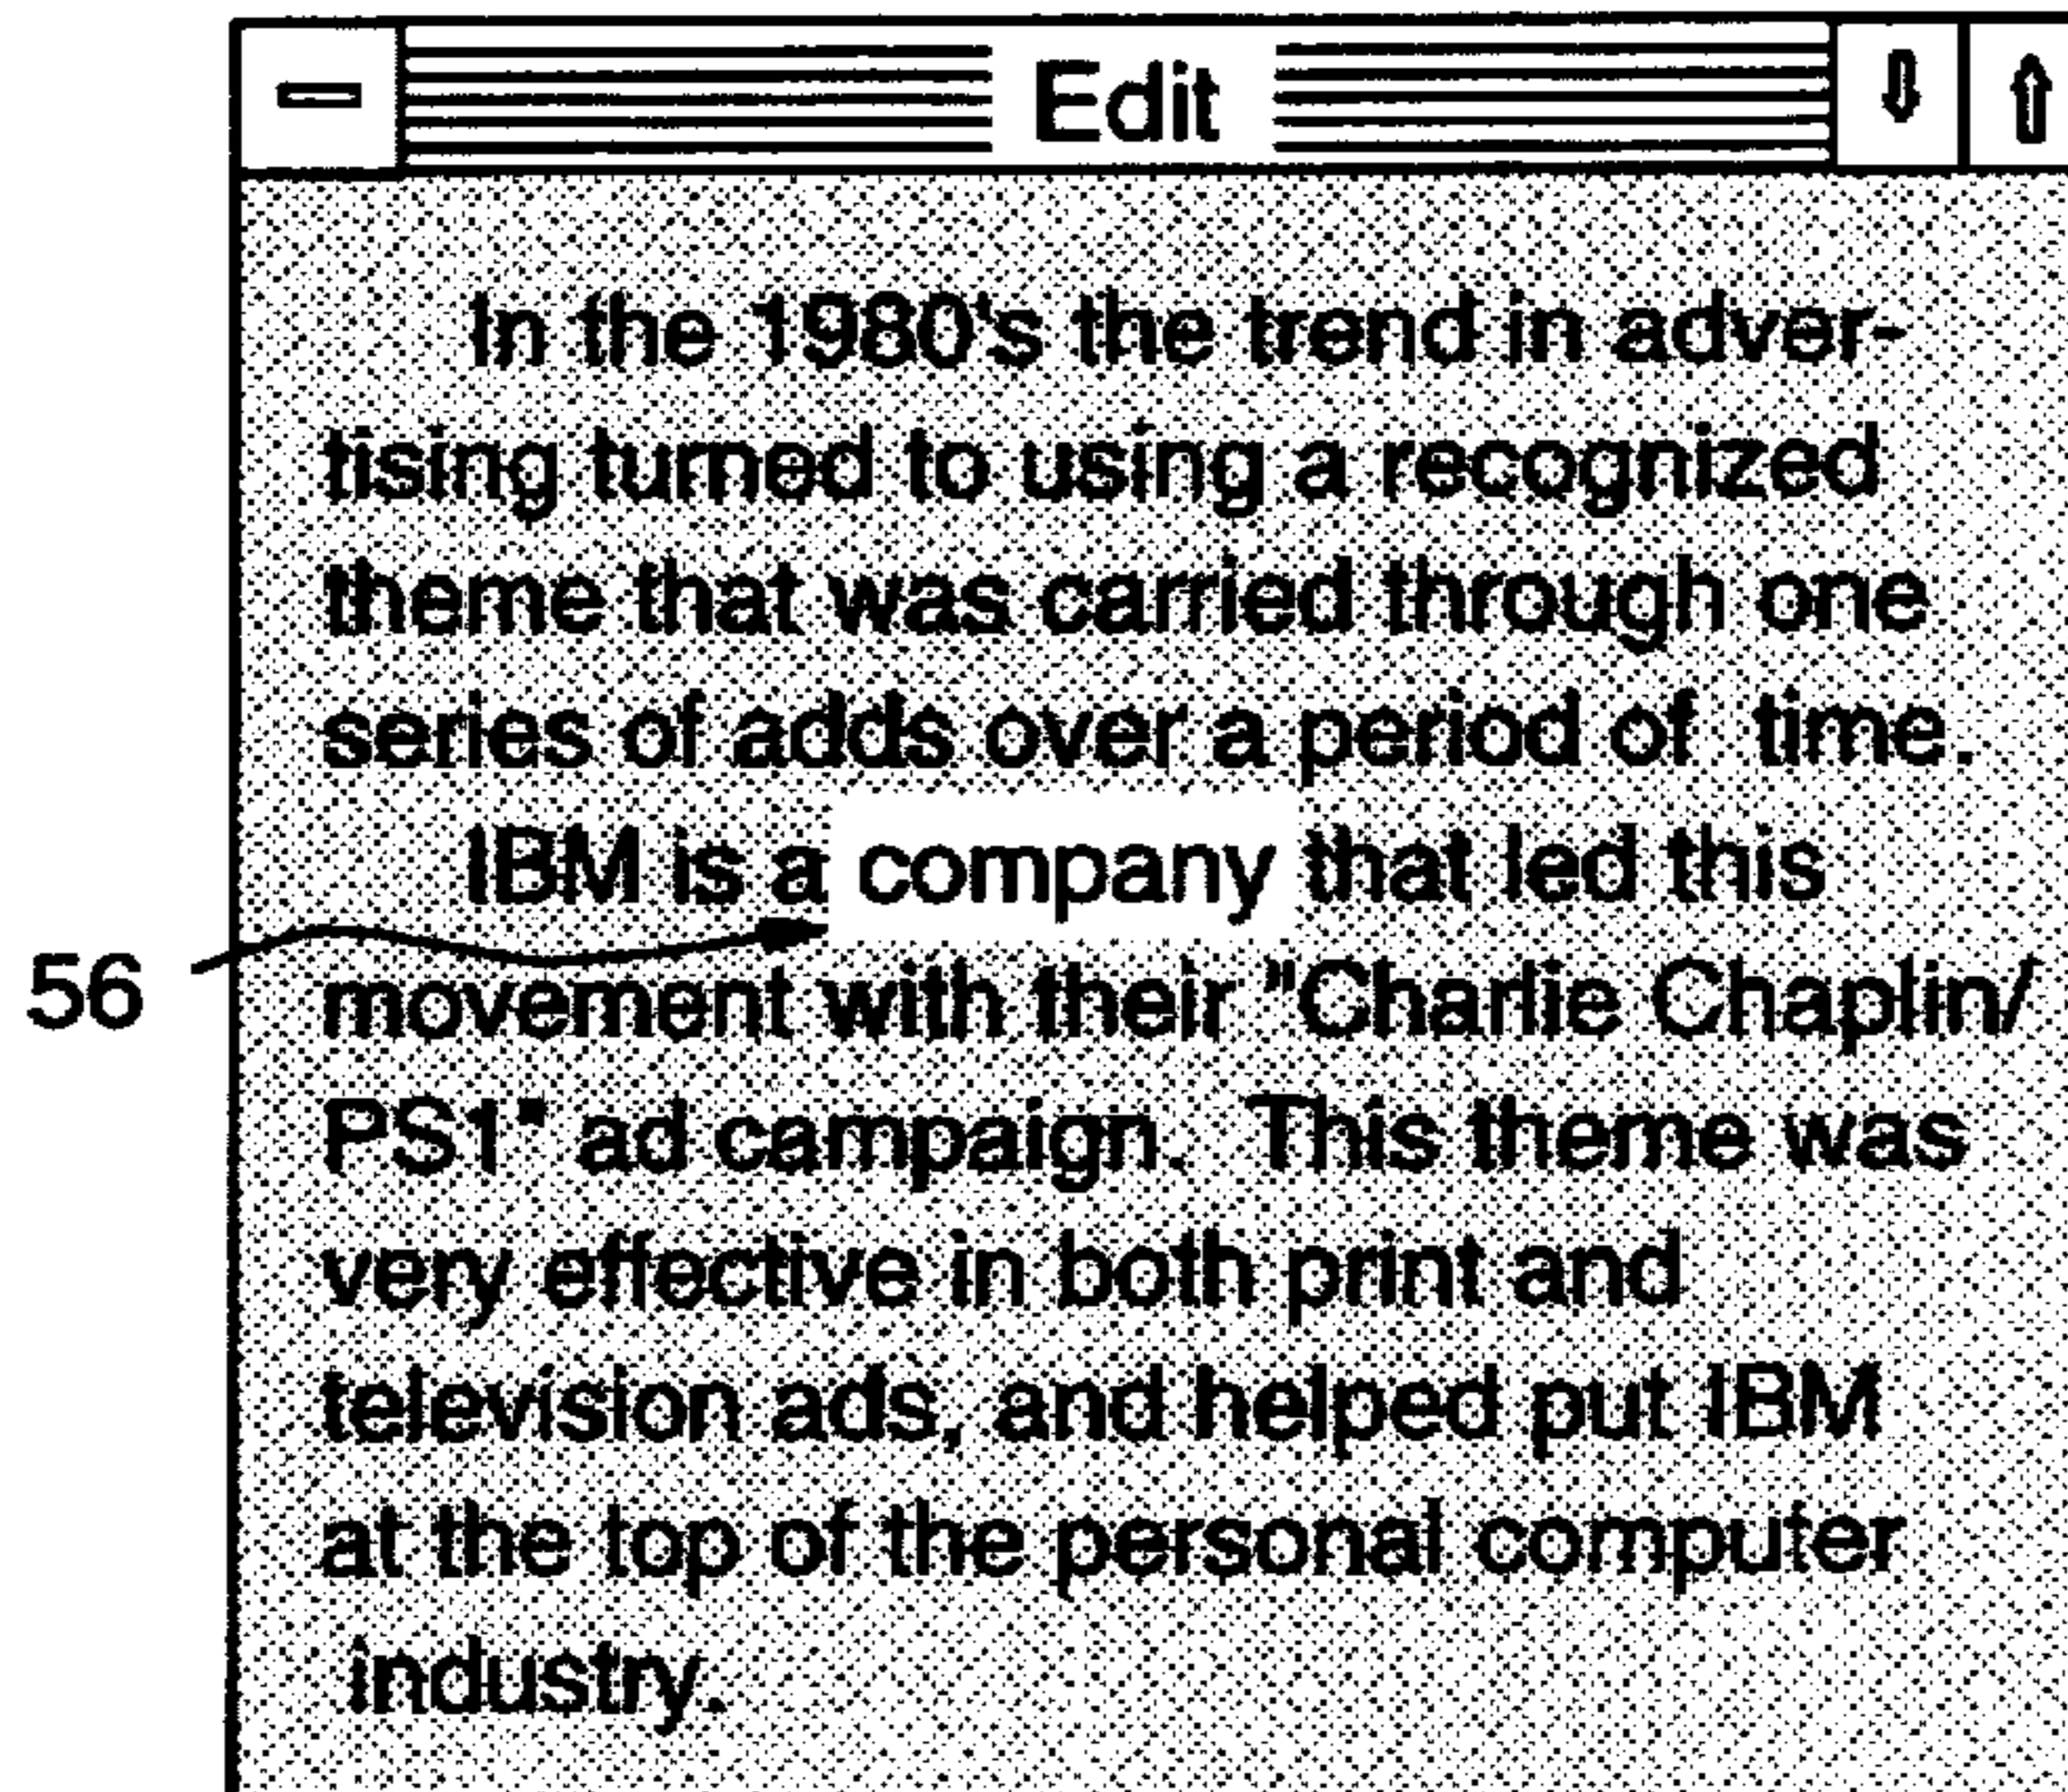 Edit
In the 1980's the trend in adver-
tising turned to using a recognized
theme that was carried through one
series of adds over a period of time.
IBM is a company that led this
56
movement with their "Charlie Chaplin/
PS1" ad campaign. This theme was
very effective in both print and
television ads, and helped put IBM
at the top of the personal computer
industry.